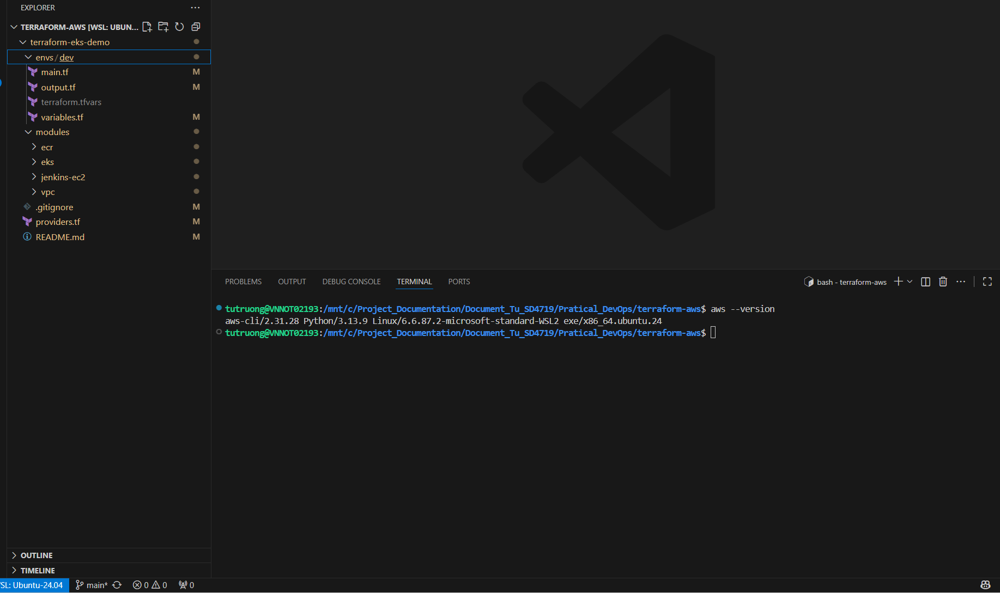 EXPLORER
TERRAFORM-AWS [WSL: UBUN...
terraform-eks-demo
envs / dev
main.tf M
output.tf M
terraform.tfvars
variables.tf M
modules
ecr
eks
jenkins-ec2
vpc
.gitignore M
providers.tf M
README.md M
OUTLINE
TIMELINE
PROBLEMS OUTPUT DEBUG CONSOLE TERMINAL PORTS
bash - terraform-aws
tutruong@VNNOT02193:/mnt/c/Project_Documentation/Document_Tu_SD4719/Pratical_DevOps/terraform-aws$ aws --version
aws-cli/2.31.28 Python/3.13.9 Linux/6.6.87.2-microsoft-standard-WSL2 exe/x86_64.ubuntu.24
tutruong@VNNOT02193:/mnt/c/Project_Documentation/Document_Tu_SD4719/Pratical_DevOps/terraform-aws$
SL: Ubuntu-24.04 main* 0 0 0